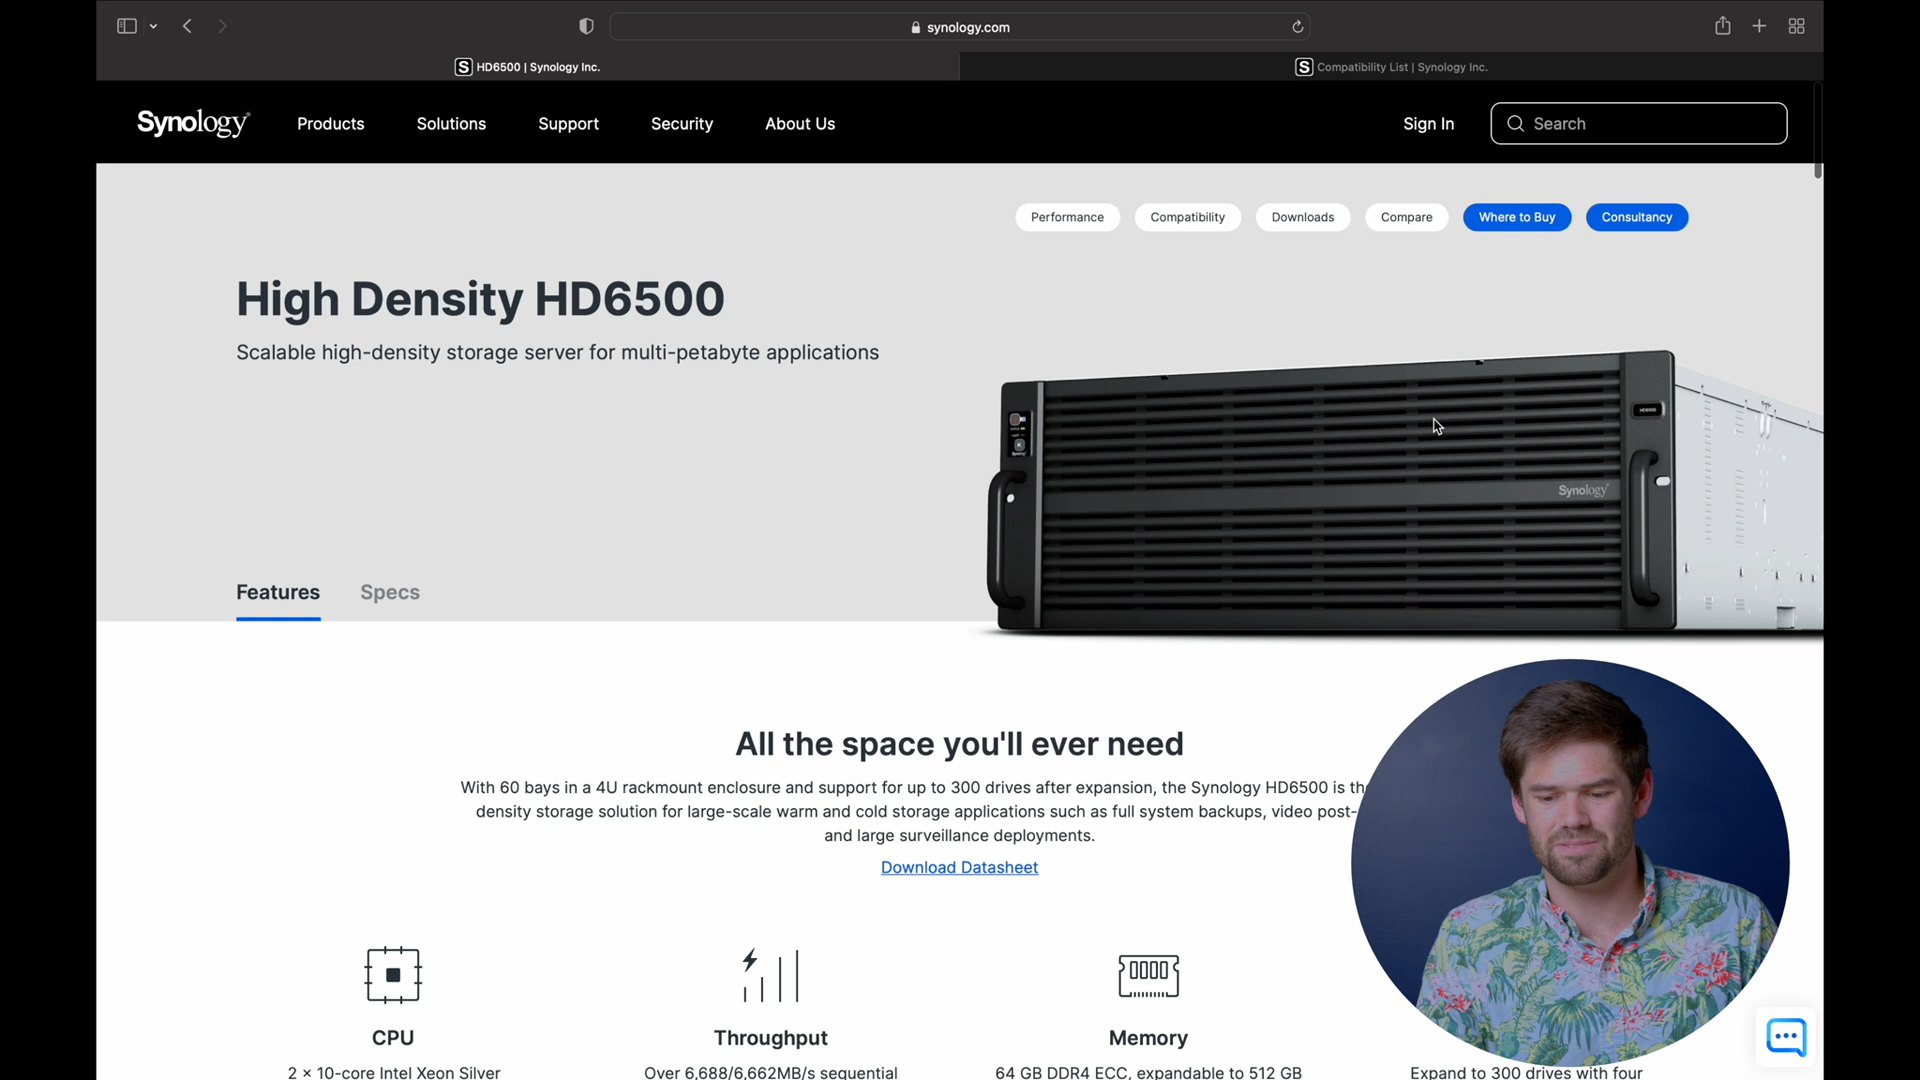 synology.com
S HD6500 | Synology Inc.
S Compatibility List | Synology Inc.
Synology
Products
Solutions
Support
Security
About Us
Sign In
Search
Performance
Compatibility
Downloads
Compare
Where to Buy
Consultancy
High Density HD6500
Scalable high-density storage server for multi-petabyte applications
HD6500
Synology
Features
Specs
All the space you'll ever need
With 60 bays in a 4U rackmount enclosure and support for up to 300 drives after expansion, the Synology HD6500 is the
density storage solution for large-scale warm and cold storage applications such as full system backups, video post-
and large surveillance deployments.
Download Datasheet
CPU
Throughput
Memory
2 × 10-core Intel Xeon Silver
Over 6,688/6,662MB/s sequential
64 GB DDR4 ECC, expandable to 512 GB
Expand to 300 drives with four